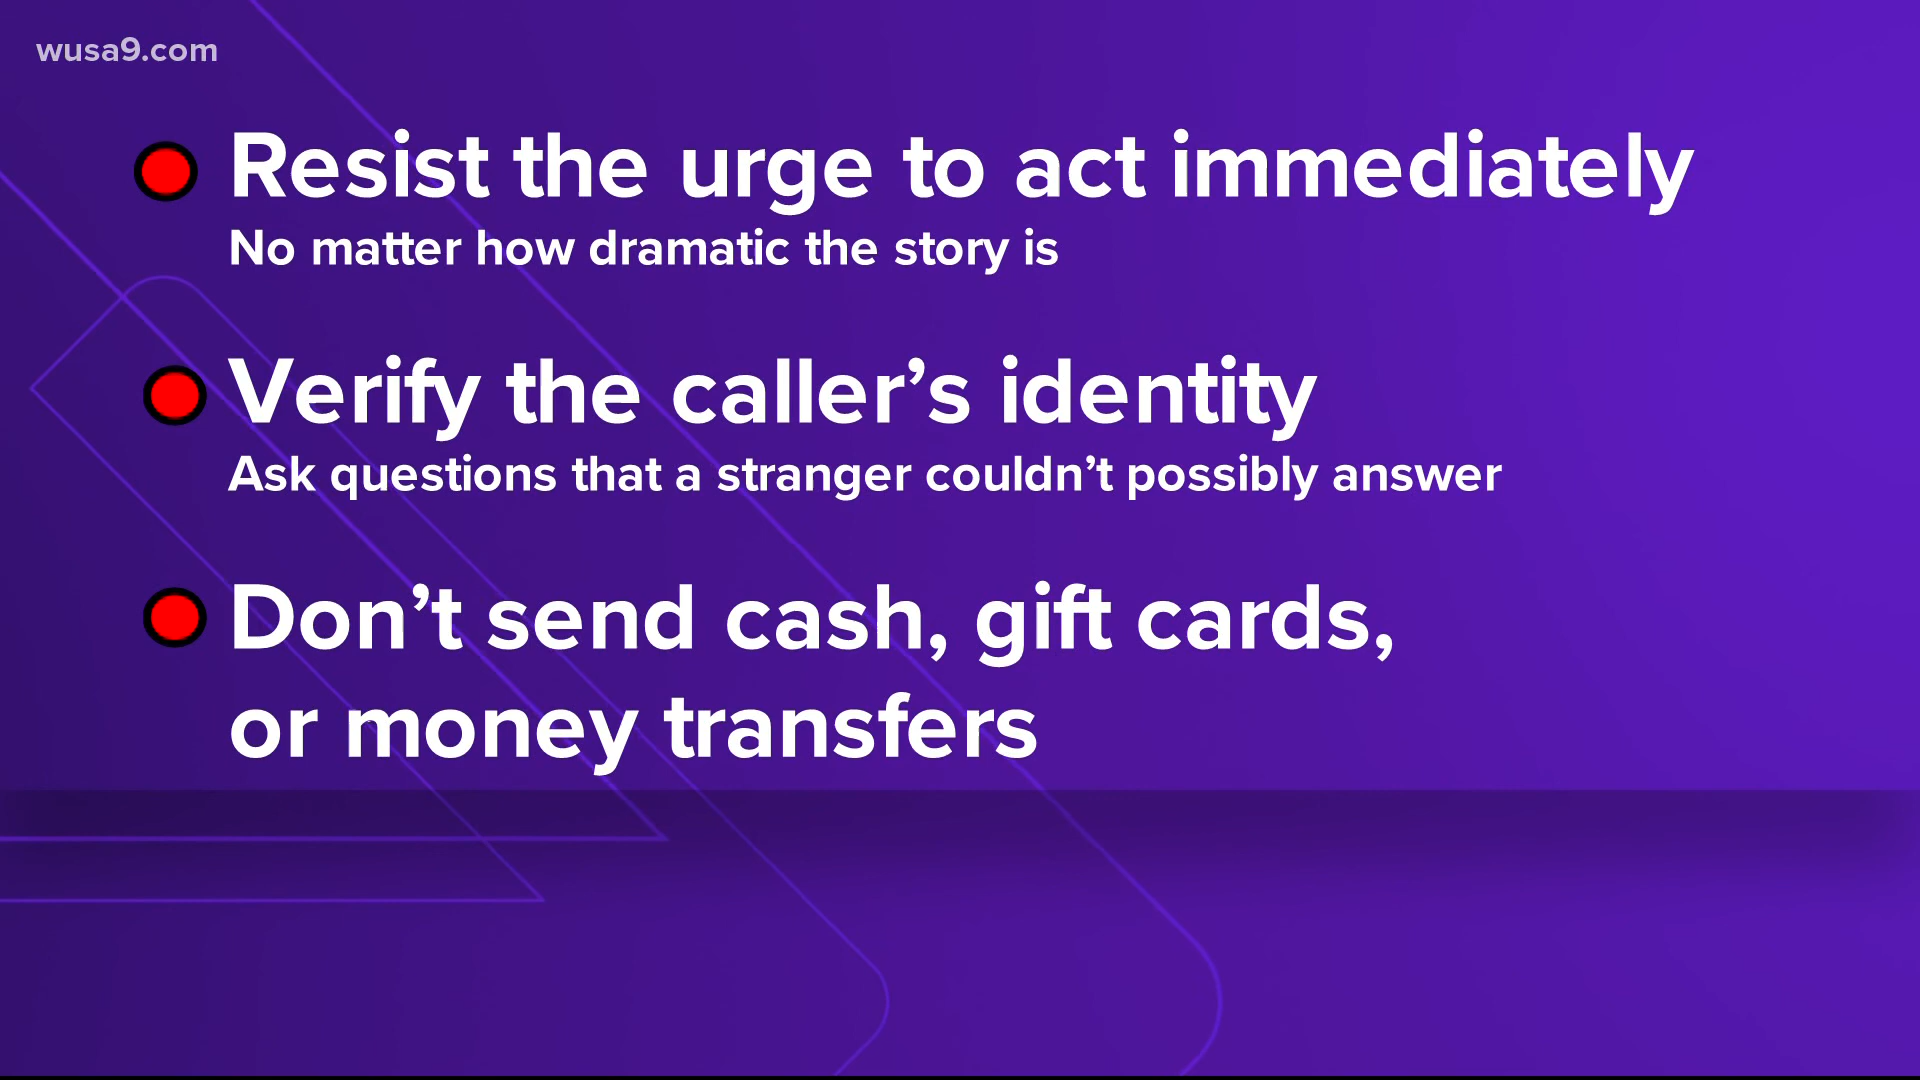 wusa9.com
Resist the urge to act immediately
No matter how dramatic the story is
Verify the caller’s identity
Ask questions that a stranger couldn’t possibly answer
Don’t send cash, gift cards,
or money transfers